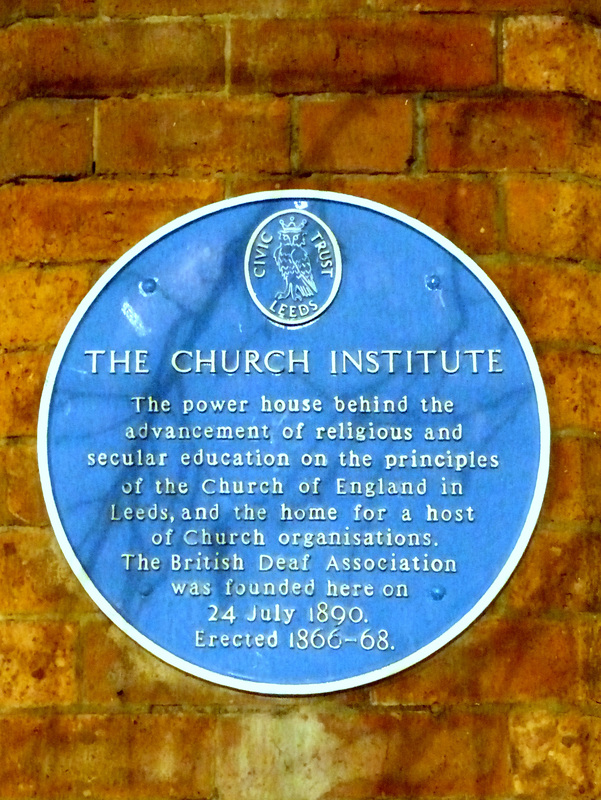 CIVIC TRUST
LEEDS
THE CHURCH INSTITUTE
The power house behind the
advancement of religious and
secular education on the principles
of the Church of England in
Leeds, and the home for a host
of Church organisations.
The British Deaf Association
was founded here on
24 July 1890.
Erected 1866-68.